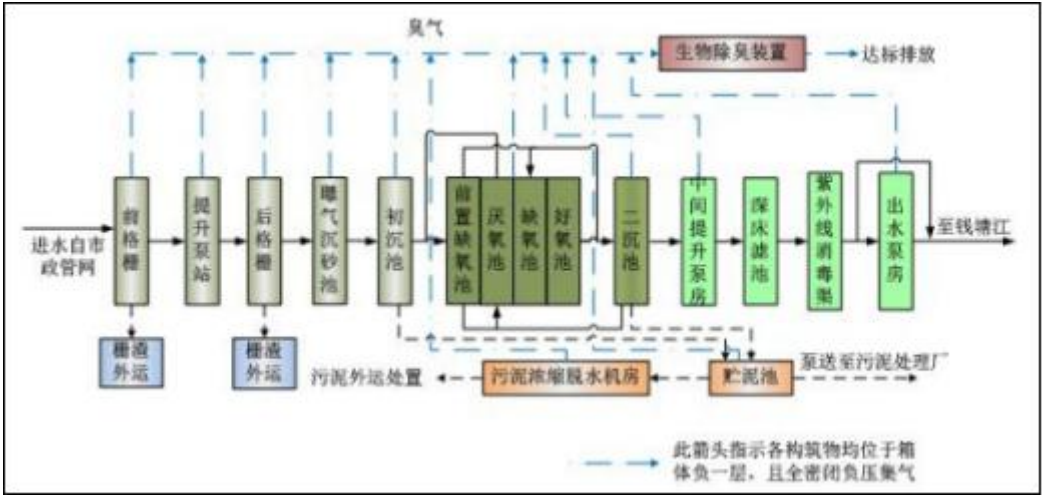 臭气
生物除臭装置
达标排放
进水自市
政管网
前格栅
提升泵站
后格栅
曝气沉砂池
初沉池
前置缺氧池
厌氧池
缺氧池
好氧池
二沉池
中间提升泵房
深床滤池
紫外线消毒渠
出水泵房
至钱塘江
栅渣
外运
栅渣
外运
污泥外运处置
污泥浓缩脱水机房
贮泥池
泵送至污泥处理厂
此箭头指示各构筑物均位于箱
体负一层，且全密闭负压集气